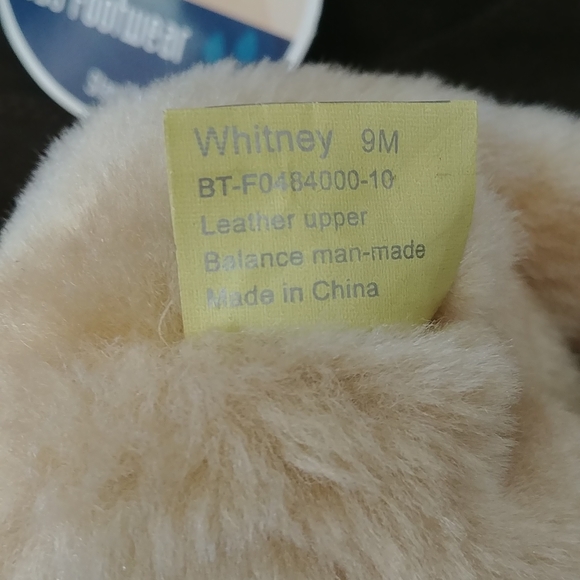 Footwear
Whitney 9M
BT-F0484000-10
Leather upper
Balance man-made
Made in China